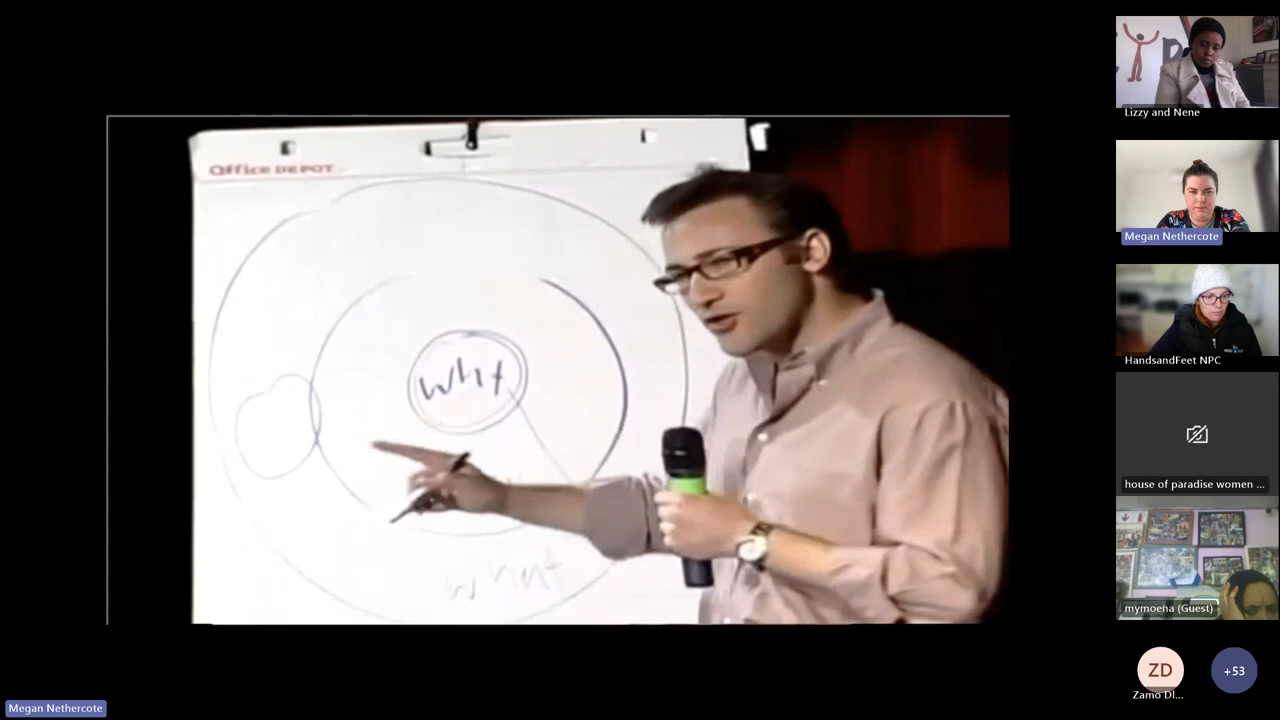 Office DEPOT
why
what
Lizzy and Nene
Megan Nethercote
HandsandFeet NPC
house of paradise women ...
mymoena (Guest)
ZD
Zamo Dl...
+53
Megan Nethercote